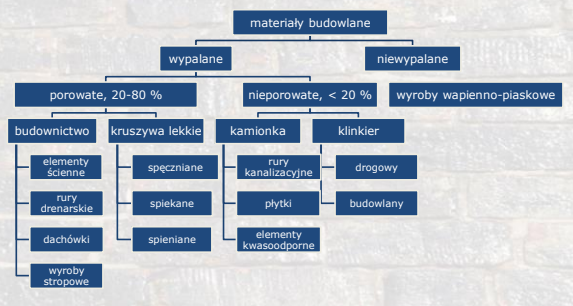 materiały budowlane
wypalane
niewypalane
porowate, 20-80 %
nieporowate, < 20 %
wyroby wapienno-piaskowe
budownictwo
kruszywa lekkie
kamionka
klinkier
elementy
ścienne
rury
drenarskie
dachówki
wyroby
stropowe
spęczniane
spiekane
spieniane
rury
kanalizacyjne
płytki
elementy
kwasoodporne
drogowy
budowlany